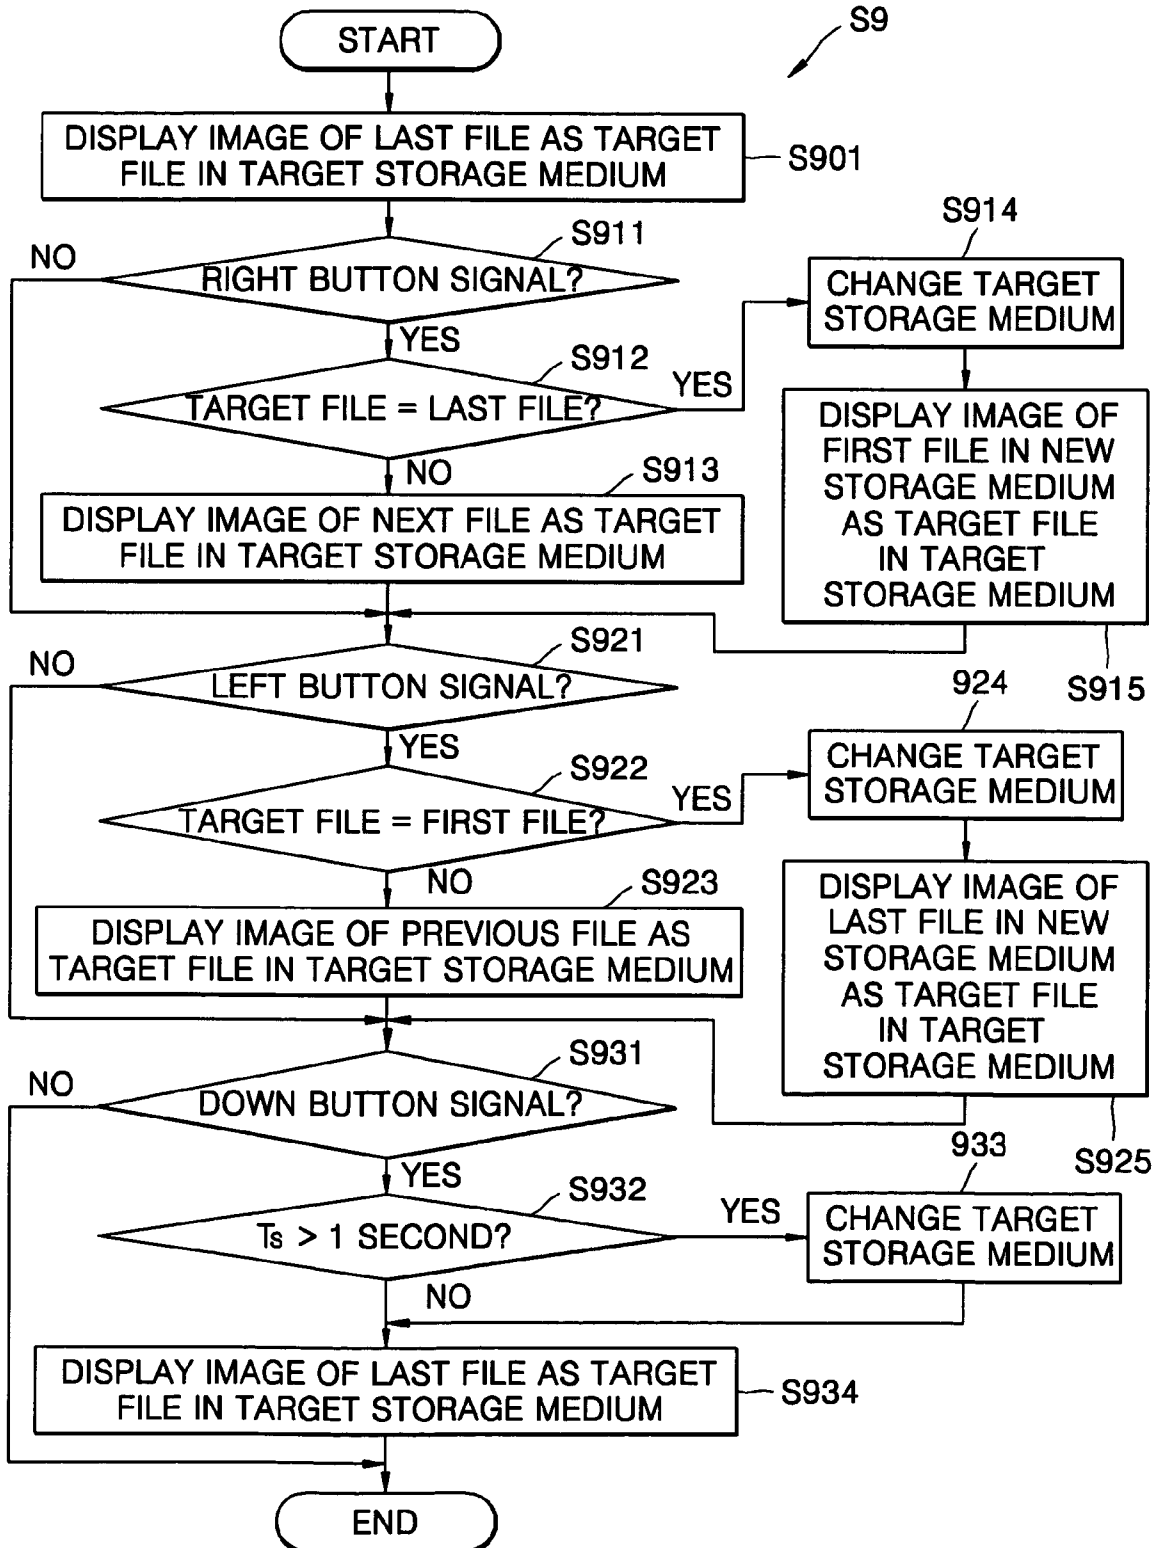 START
S9
DISPLAY IMAGE OF LAST FILE AS TARGET
FILE IN TARGET STORAGE MEDIUM
S901
S911
NO
RIGHT BUTTON SIGNAL?
YES
S912
TARGET FILE = LAST FILE?
YES
S914
CHANGE TARGET
STORAGE MEDIUM
NO
S913
DISPLAY IMAGE OF NEXT FILE AS TARGET
FILE IN TARGET STORAGE MEDIUM
DISPLAY IMAGE OF
FIRST FILE IN NEW
STORAGE MEDIUM
AS TARGET FILE
IN TARGET
STORAGE MEDIUM
S915
S921
NO
LEFT BUTTON SIGNAL?
YES
S922
TARGET FILE = FIRST FILE?
YES
924
CHANGE TARGET
STORAGE MEDIUM
NO
S923
DISPLAY IMAGE OF PREVIOUS FILE AS
TARGET FILE IN TARGET STORAGE MEDIUM
DISPLAY IMAGE OF
LAST FILE IN NEW
STORAGE MEDIUM
AS TARGET FILE
IN TARGET
STORAGE MEDIUM
S925
S931
NO
DOWN BUTTON SIGNAL?
YES
S932
Ts > 1 SECOND?
YES
933
CHANGE TARGET
STORAGE MEDIUM
NO
DISPLAY IMAGE OF LAST FILE AS TARGET
FILE IN TARGET STORAGE MEDIUM
S934
END